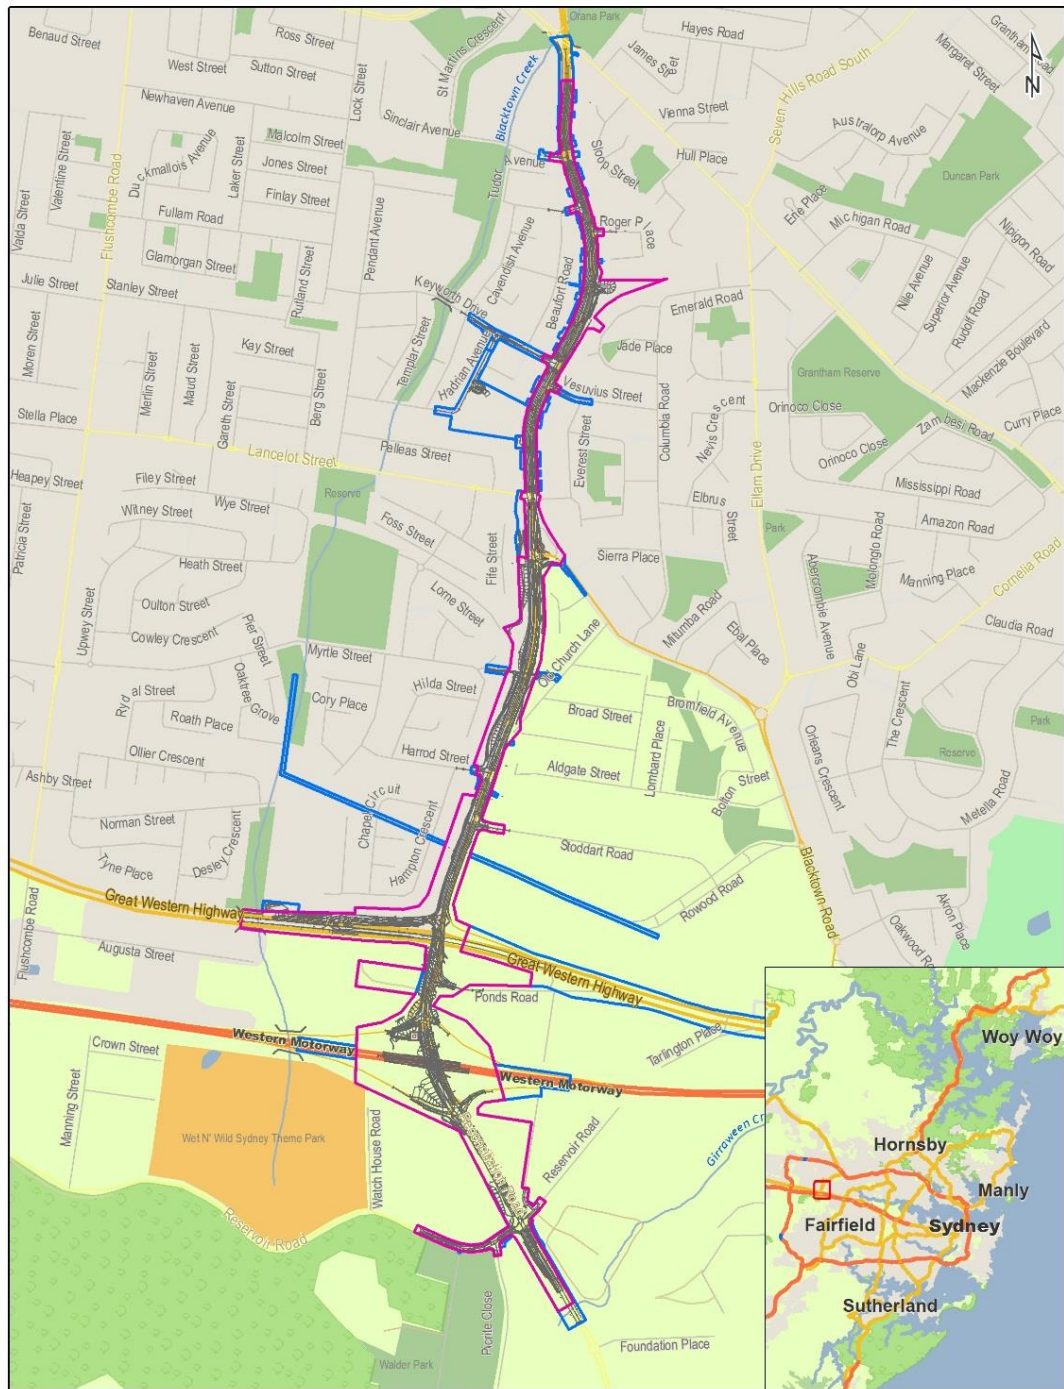 Orana Park
Benaud Street
Ross Street
St Martins Crescent
Hayes Road
Grantham Road
Margaret Street
James Street
West Street
Sutton Street
Lock Street
Blacktown Creek
Seven Hills Road South
N
Newhaven Avenue
Sinclair Avenue
Vienna Street
Australorp Avenue
Flushcombe Road
Valentine Street
Duckmallois Avenue
Laker Street
Malcolm Street
Jones Street
Finlay Street
Tudor Avenue
Sloop Street
Hull Place
Duncan Park
Erie Place
Michigan Road
Nipigon Road
Valda Street
Fullam Road
Pendant Avenue
Roger Place
Glamorgan Street
Cavendish Avenue
Beaufort Road
Nile Avenue
Superior Avenue
Rudolf Road
Julie Street
Stanley Street
Rutland Street
Keyworth Drive
Emerald Road
Mackenzie Boulevard
Moren Street
Merlin Street
Maud Street
Kay Street
Templar Street
Hadrian Avenue
Jade Place
Grantham Reserve
Gareth Street
Berg Street
Vesuvius Street
Columbia Road
Nevis Crescent
Orinoco Close
Zambesi Road
Curry Place
Stella Place
Pelleas Street
Everest Street
Orinoco Close
Lancelot Street
Ellam Drive
Heapey Street
Filey Street
Mississippi Road
Patricia Street
Witney Street
Wye Street
Reserve
Foss Street
Elbrus Street
Park
Amazon Road
Fife Street
Sierra Place
Abercrombie Avenue
Molonglo Road
Manning Place
Cornelia Road
Heath Street
Lorne Street
Oulton Street
Mitumba Road
Ebal Place
Claudia Road
Upwey Street
Cowley Crescent
Pier Street
Myrtle Street
Old Church Lane
Obi Lane
Rydal Street
Oaktree Grove
Cory Place
Hilda Street
Broad Street
Bromfield Avenue
The Crescent
Park
Roath Place
Lombard Place
Orleans Crescent
Reserve
Ollier Crescent
Harrod Street
Aldgate Street
Bolton Street
Metella Road
Ashby Street
Chapel Circuit
Hampton Crescent
Norman Street
Stoddart Road
Blacktown Road
Tyne Place
Desley Crescent
Rowood Road
Akron Place
Great Western Highway
Flushcombe Road
Augusta Street
Great Western Highway
Ponds Road
Crown Street
Western Motorway
Tarlington Place
Western Motorway
Manning Street
Wet N' Wild Sydney Theme Park
Watch House Road
Reservoir Road
Reservoir Road
Picrite Close
Walder Park
Foundation Place
Woy Woy
Hornsby
Manly
Fairfield
Sydney
Sutherland